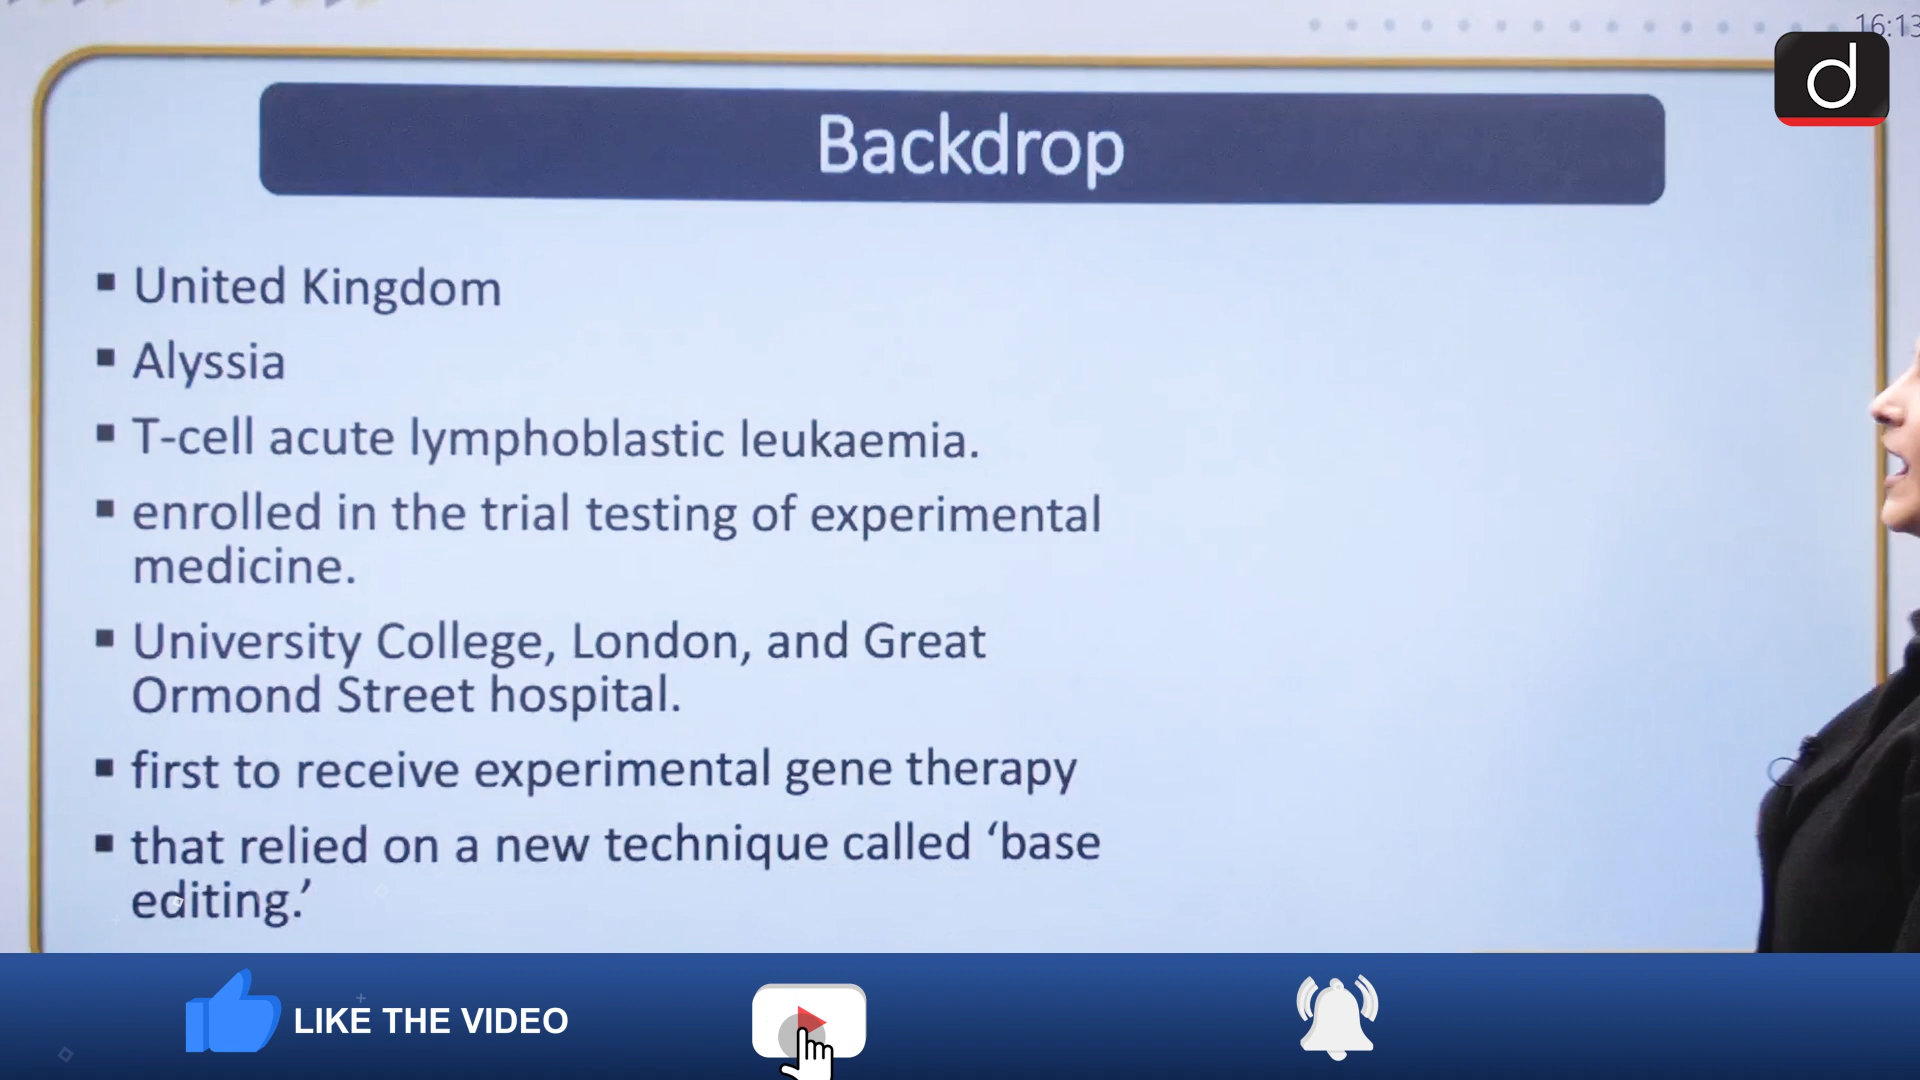 16:13
d
Backdrop
▪ United Kingdom
▪ Alyssia
▪ T-cell acute lymphoblastic leukaemia.
▪ enrolled in the trial testing of experimental
medicine.
▪ University College, London, and Great
Ormond Street hospital.
▪ first to receive experimental gene therapy
▪ that relied on a new technique called ‘base
editing.’
LIKE THE VIDEO